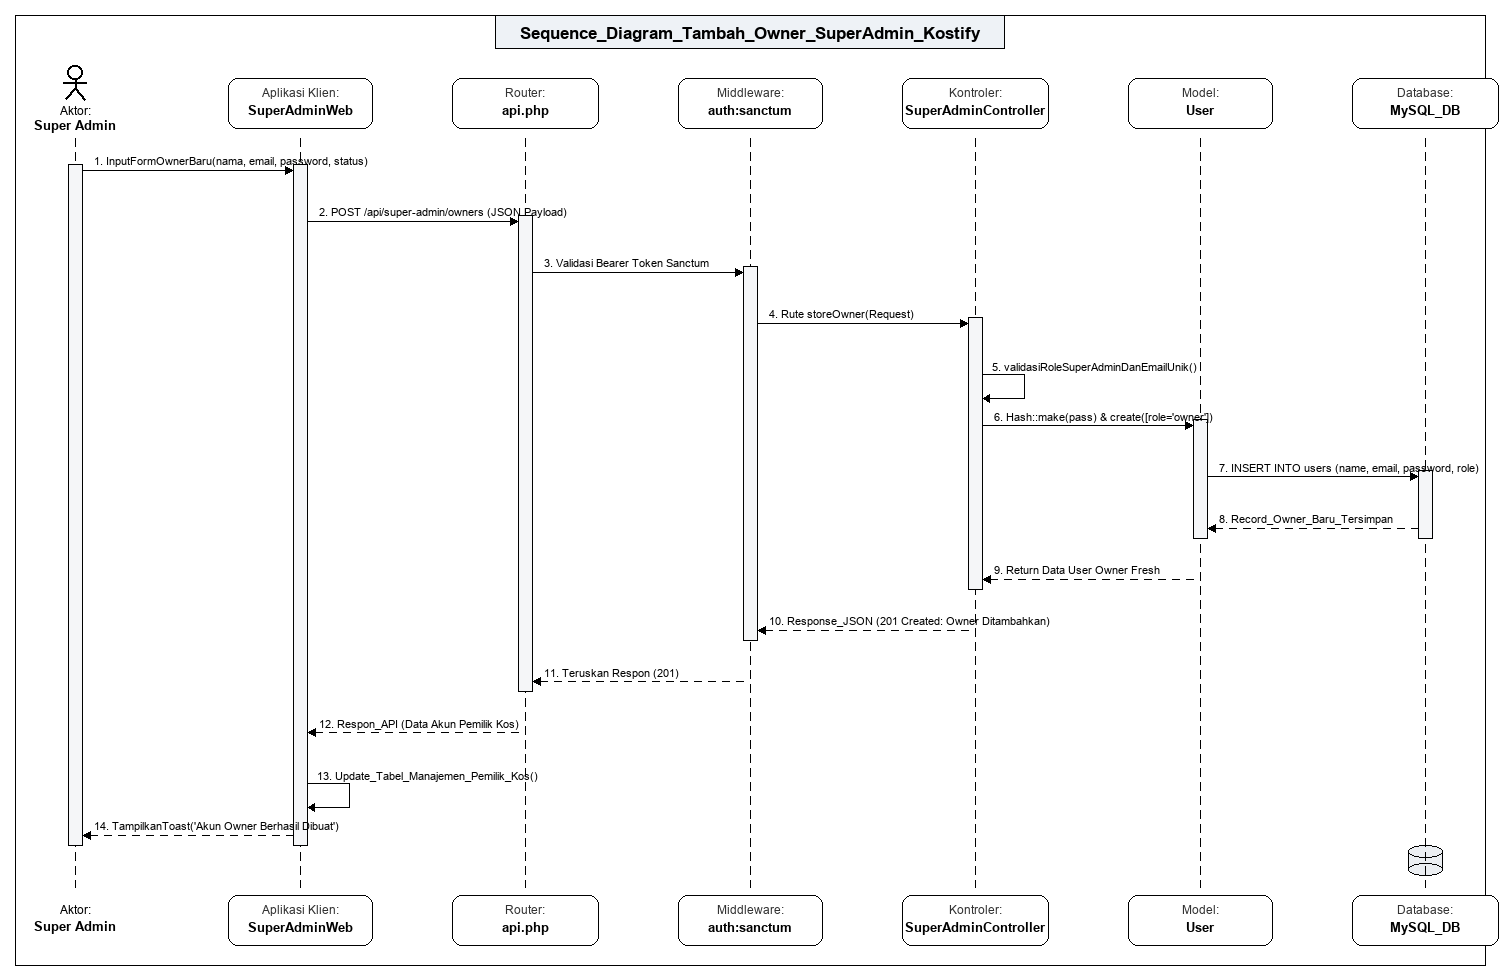 Sequence_Diagram_Tambah_Owner_SuperAdmin_Kostify
Aktor:
Super Admin
Aplikasi Klien:
SuperAdminWeb
Router:
api.php
Middleware:
auth:sanctum
Kontroler:
SuperAdminController
Model:
User
Database:
MySQL_DB
1. InputFormOwnerBaru(nama, email, password, status)
2. POST /api/super-admin/owners (JSON Payload)
3. Validasi Bearer Token Sanctum
4. Rute storeOwner(Request)
5. validasiRoleSuperAdminDanEmailUnik()
6. Hash::make(pass) & create([role='owner'])
7. INSERT INTO users (name, email, password, role)
8. Record_Owner_Baru_Tersimpan
9. Return Data User Owner Fresh
10. Response_JSON (201 Created: Owner Ditambahkan)
11. Teruskan Respon (201)
12. Respon_API (Data Akun Pemilik Kos)
13. Update_Tabel_Manajemen_Pemilik_Kos()
14. TampilkanToast('Akun Owner Berhasil Dibuat')
Aktor:
Super Admin
Aplikasi Klien:
SuperAdminWeb
Router:
api.php
Middleware:
auth:sanctum
Kontroler:
SuperAdminController
Model:
User
Database:
MySQL_DB